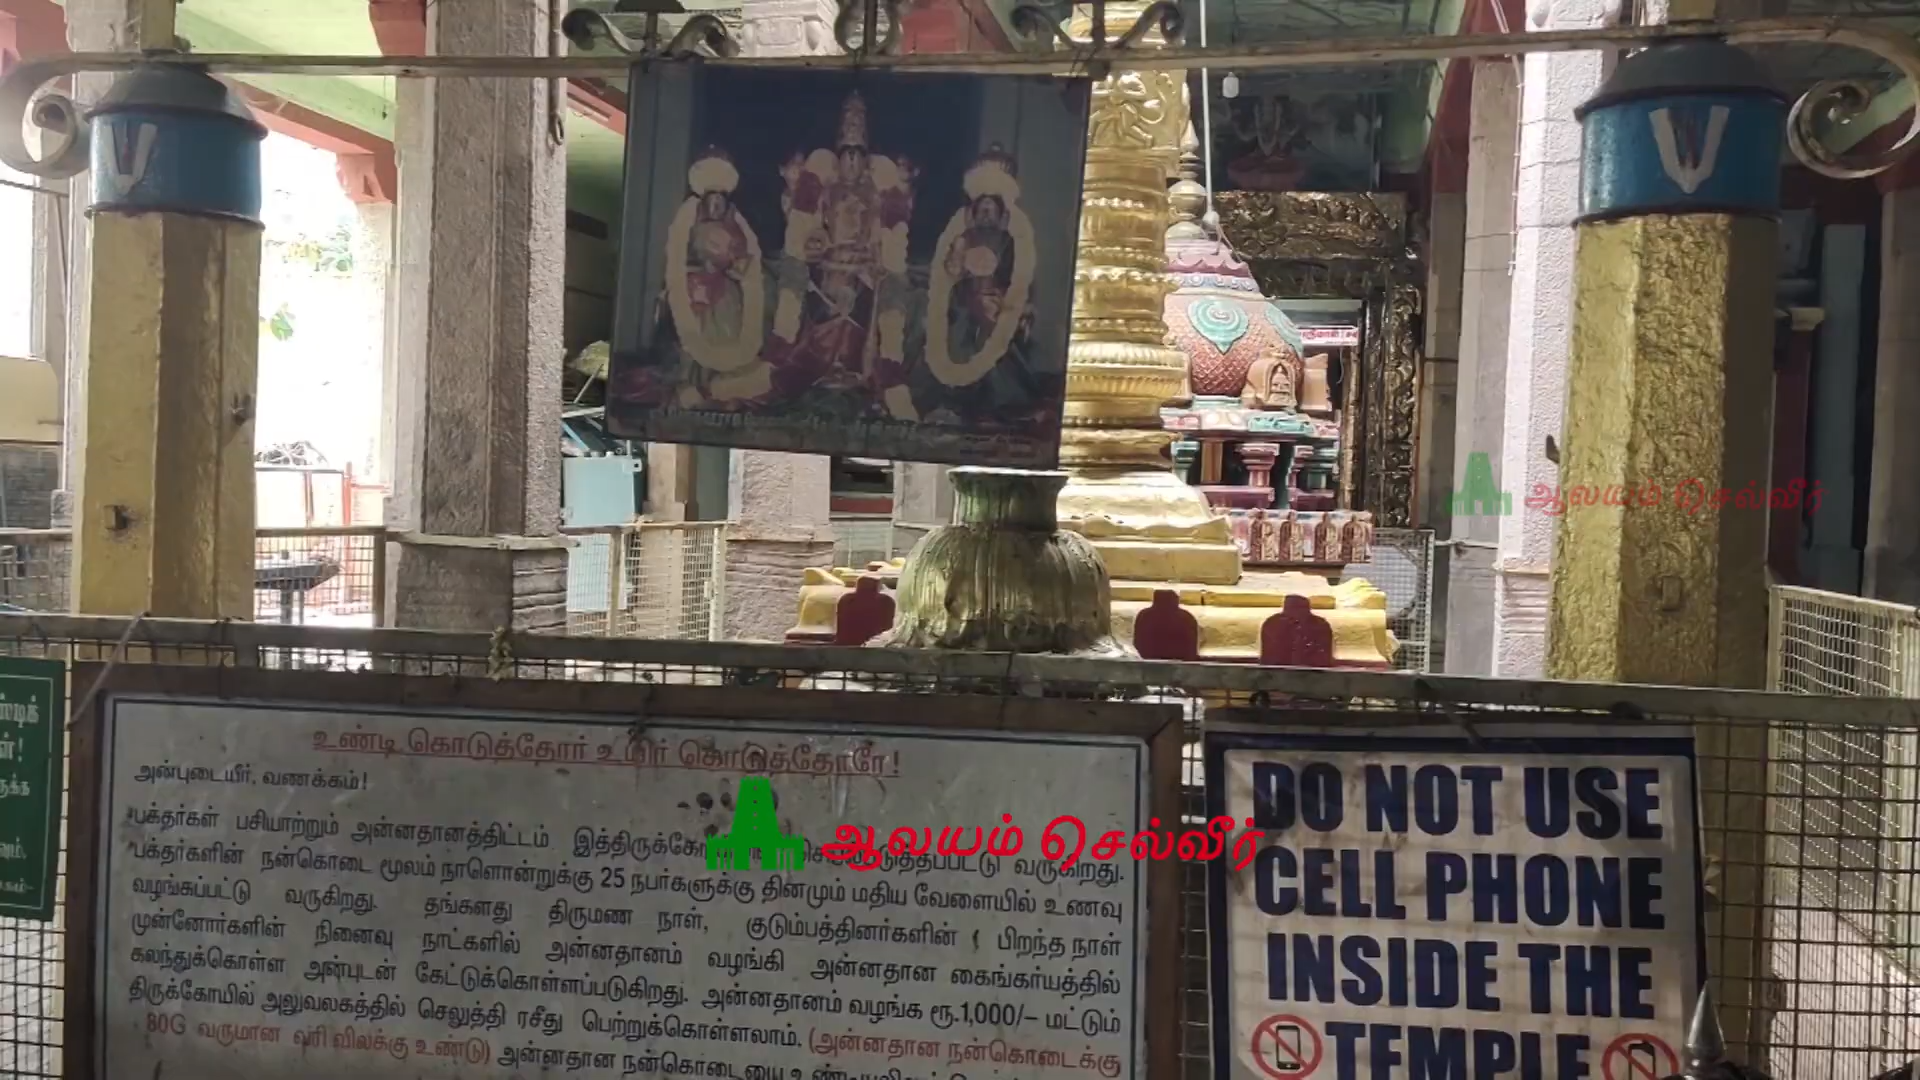 ஆலயம் செல்வீர்
உண்டி கொடுத்தோர் உயிர் கொடுத்தோரே!
அன்புடையீர், வணக்கம்!
பக்தர்கள் பசியாற்றும் அன்னதானத்திட்டம் வருகிறது.
பக்தர்களின் நன்கொடை மூலம் நாளொன்றுக்கு 25 நபர்களுக்கு தினமும் மதிய வேளையில் உணவு
வழங்கப்பட்டு வருகிறது. தங்களது திருமண நாள், குடும்பத்தினர்களின் பிறந்த நாள்
முன்னோர்களின் நினைவு நாட்களில் அன்னதானம் வழங்கி அன்னதான கைங்கர்யத்தில்
கலந்துக்கொள்ள அன்புடன் கேட்டுக்கொள்ளப்படுகிறது. அன்னதானம் வழங்க ரூ.1,000/- மட்டும்
திருக்கோயில் அலுவலகத்தில் செலுத்தி ரசீது பெற்றுக்கொள்ளலாம். (அன்னதான நன்கொடைக்கு
80G வருமான வரி விலக்கு உண்டு) அன்னதான நன்கொடையை
ஆலயம் செல்வீர்
DO NOT USE
CELL PHONE
INSIDE THE
TEMPLE